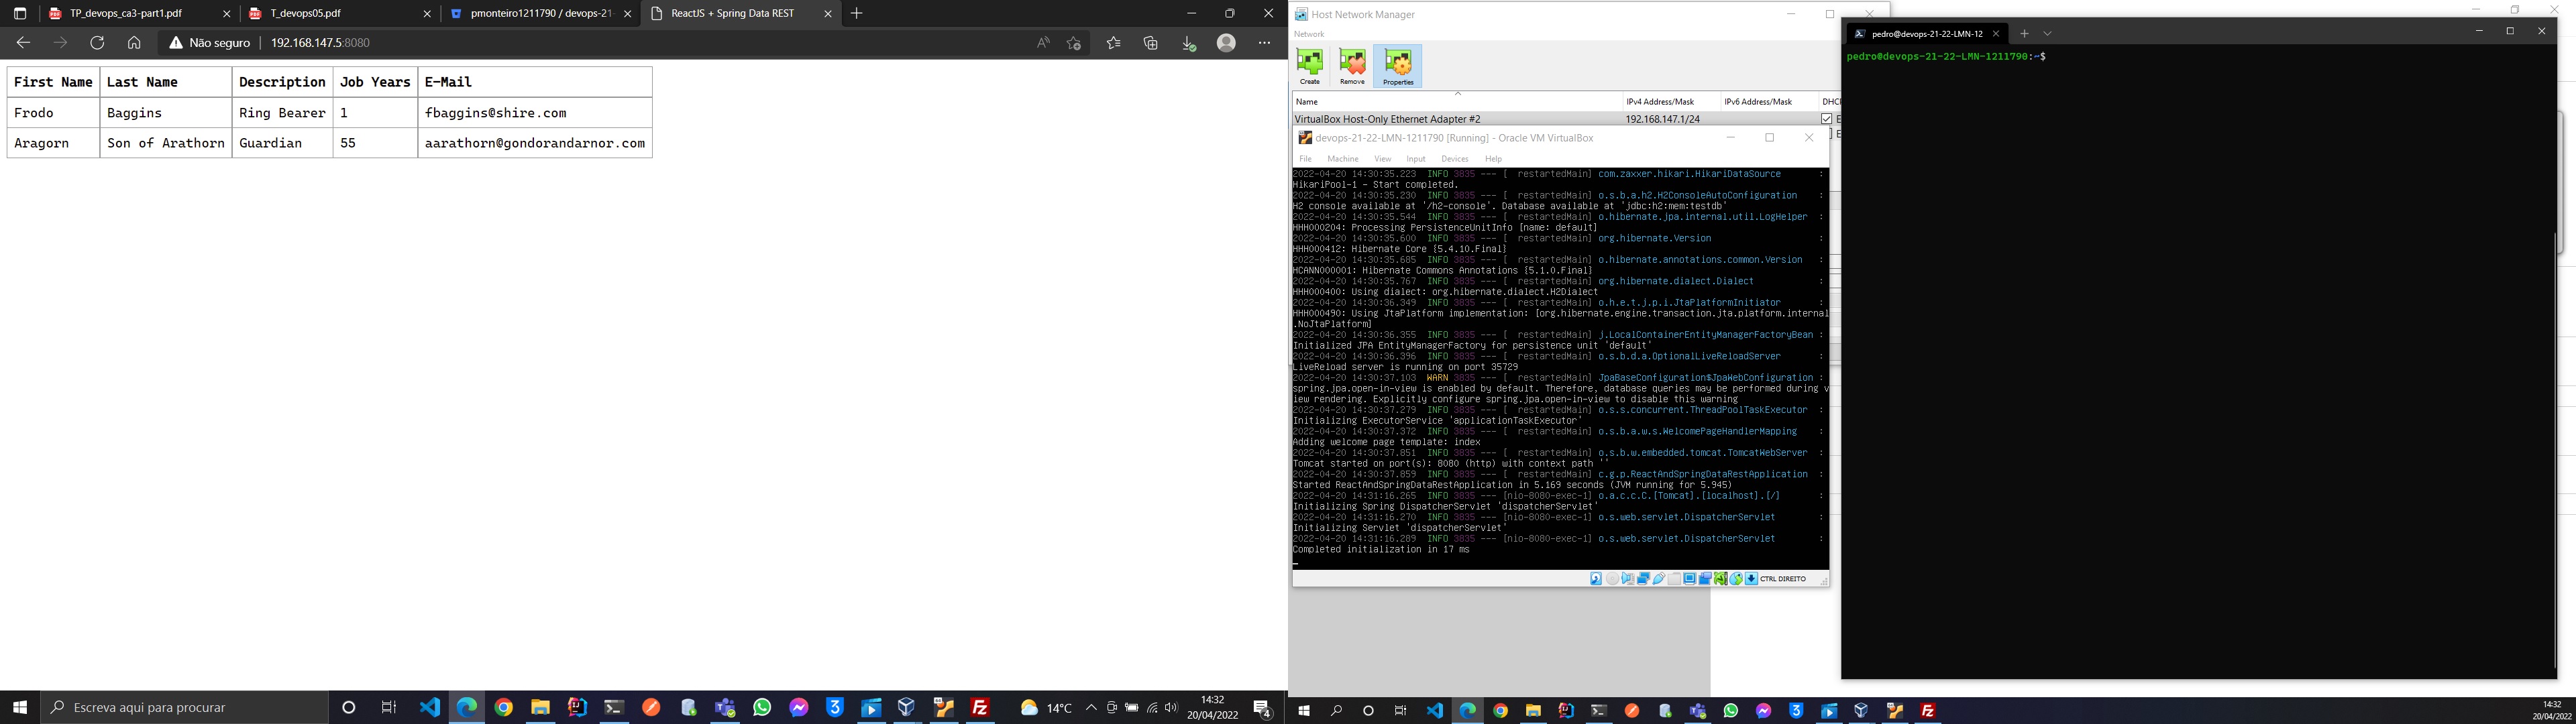 TP_devops_ca3-part1.pdf
T_devops05.pdf
pmonteiro1211790 / devops-21-
ReactJS + Spring Data REST
Não seguro
192.168.147.5:8080
First Name Last Name Description Job Years E-Mail
Frodo Baggins Ring Bearer 1 fbaggins@shire.com
Aragorn Son of Arathorn Guardian 55 aarathorn@gondorandarnor.com
Escreva aqui para procurar
14°C
14:32
20/04/2022
4
Host Network Manager
Network
Create Remove Properties
Name IPv4 Address/Mask IPv6 Address/Mask DHC
VirtualBox Host-Only Ethernet Adapter #2 192.168.147.1/24 E
devops-21-22-LMN-1211790 [Running] - Oracle VM VirtualBox
File Machine View Input Devices Help
2022-04-20 14:30:35.223 INFO 3835 --- [ restartedMain] com.zaxxer.hikari.HikariDataSource :
HikariPool-1 - Start completed.
2022-04-20 14:30:35.230 INFO 3835 --- [ restartedMain] o.s.b.a.h2.H2ConsoleAutoConfiguration :
H2 console available at '/h2-console'. Database available at 'jdbc:h2:mem:testdb'
2022-04-20 14:30:35.544 INFO 3835 --- [ restartedMain] o.hibernate.jpa.internal.util.LogHelper :
HHH000204: Processing PersistenceUnitInfo [name: default]
2022-04-20 14:30:35.600 INFO 3835 --- [ restartedMain] org.hibernate.Version :
HHH000412: Hibernate Core {5.4.10.Final}
2022-04-20 14:30:35.685 INFO 3835 --- [ restartedMain] o.hibernate.annotations.common.Version :
HCANN000001: Hibernate Commons Annotations {5.1.0.Final}
2022-04-20 14:30:35.767 INFO 3835 --- [ restartedMain] org.hibernate.dialect.Dialect :
HHH000400: Using dialect: org.hibernate.dialect.H2Dialect
2022-04-20 14:30:36.349 INFO 3835 --- [ restartedMain] o.h.e.t.j.p.i.JtaPlatformInitiator :
HHH000490: Using JtaPlatform implementation: [org.hibernate.engine.transaction.jta.platform.internal
.NoJtaPlatform]
2022-04-20 14:30:36.355 INFO 3835 --- [ restartedMain] j.LocalContainerEntityManagerFactoryBean :
Initialized JPA EntityManagerFactory for persistence unit 'default'
2022-04-20 14:30:36.396 INFO 3835 --- [ restartedMain] o.s.b.d.a.OptionalLiveReloadServer :
LiveReload server is running on port 35729
2022-04-20 14:30:37.103 WARN 3835 --- [ restartedMain] JpaBaseConfiguration$JpaWebConfiguration :
spring.jpa.open-in-view is enabled by default. Therefore, database queries may be performed during v
iew rendering. Explicitly configure spring.jpa.open-in-view to disable this warning
2022-04-20 14:30:37.279 INFO 3835 --- [ restartedMain] o.s.s.concurrent.ThreadPoolTaskExecutor :
Initializing ExecutorService 'applicationTaskExecutor'
2022-04-20 14:30:37.372 INFO 3835 --- [ restartedMain] o.s.b.a.w.s.WelcomePageHandlerMapping :
Adding welcome page template: index
2022-04-20 14:30:37.851 INFO 3835 --- [ restartedMain] o.s.b.w.embedded.tomcat.TomcatWebServer :
Tomcat started on port(s): 8080 (http) with context path ''
2022-04-20 14:30:37.859 INFO 3835 --- [ restartedMain] c.g.p.ReactAndSpringDataRestApplication :
Started ReactAndSpringDataRestApplication in 5.169 seconds (JVM running for 5.945)
2022-04-20 14:31:16.265 INFO 3835 --- [nio-8080-exec-1] o.a.c.c.C.[Tomcat].[localhost].[/] :
Initializing Spring DispatcherServlet 'dispatcherServlet'
2022-04-20 14:31:16.270 INFO 3835 --- [nio-8080-exec-1] o.s.web.servlet.DispatcherServlet :
Initializing Servlet 'dispatcherServlet'
2022-04-20 14:31:16.289 INFO 3835 --- [nio-8080-exec-1] o.s.web.servlet.DispatcherServlet :
Completed initialization in 17 ms
CTRL DIREITO
pedro@devops-21-22-LMN-12
pedro@devops-21-22-LMN-1211790:~$
14:32
20/04/202